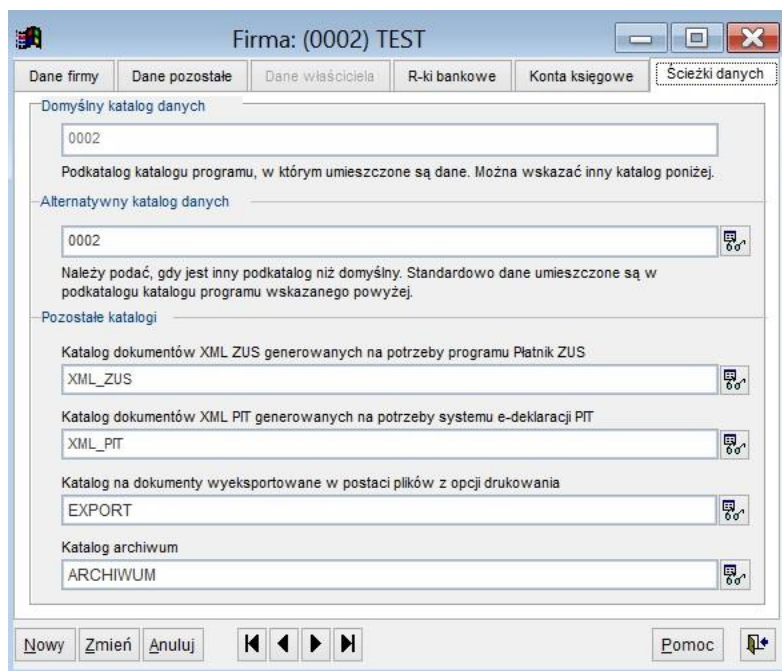 Firma: (0002) TEST
Dane firmy Dane pozostałe Dane właściciela R-ki bankowe Konta księgowe Ścieżki danych
Domyślny katalog danych
0002
Podkatalog katalogu programu, w którym umieszczone są dane. Można wskazać inny katalog poniżej.
Alternatywny katalog danych
0002
Należy podać, gdy jest inny podkatalog niż domyślny. Standardowo dane umieszczone są w
podkatalogu katalogu programu wskazanego powyżej.
Pozostałe katalogi
Katalog dokumentów XML ZUS generowanych na potrzeby programu Płatnik ZUS
XML_ZUS
Katalog dokumentów XML PIT generowanych na potrzeby systemu e-deklaracji PIT
XML_PIT
Katalog na dokumenty wyeksportowane w postaci plików z opcji drukowania
EXPORT
Katalog archiwum
ARCHIWUM
Nowy Zmień Anuluj Pomoc